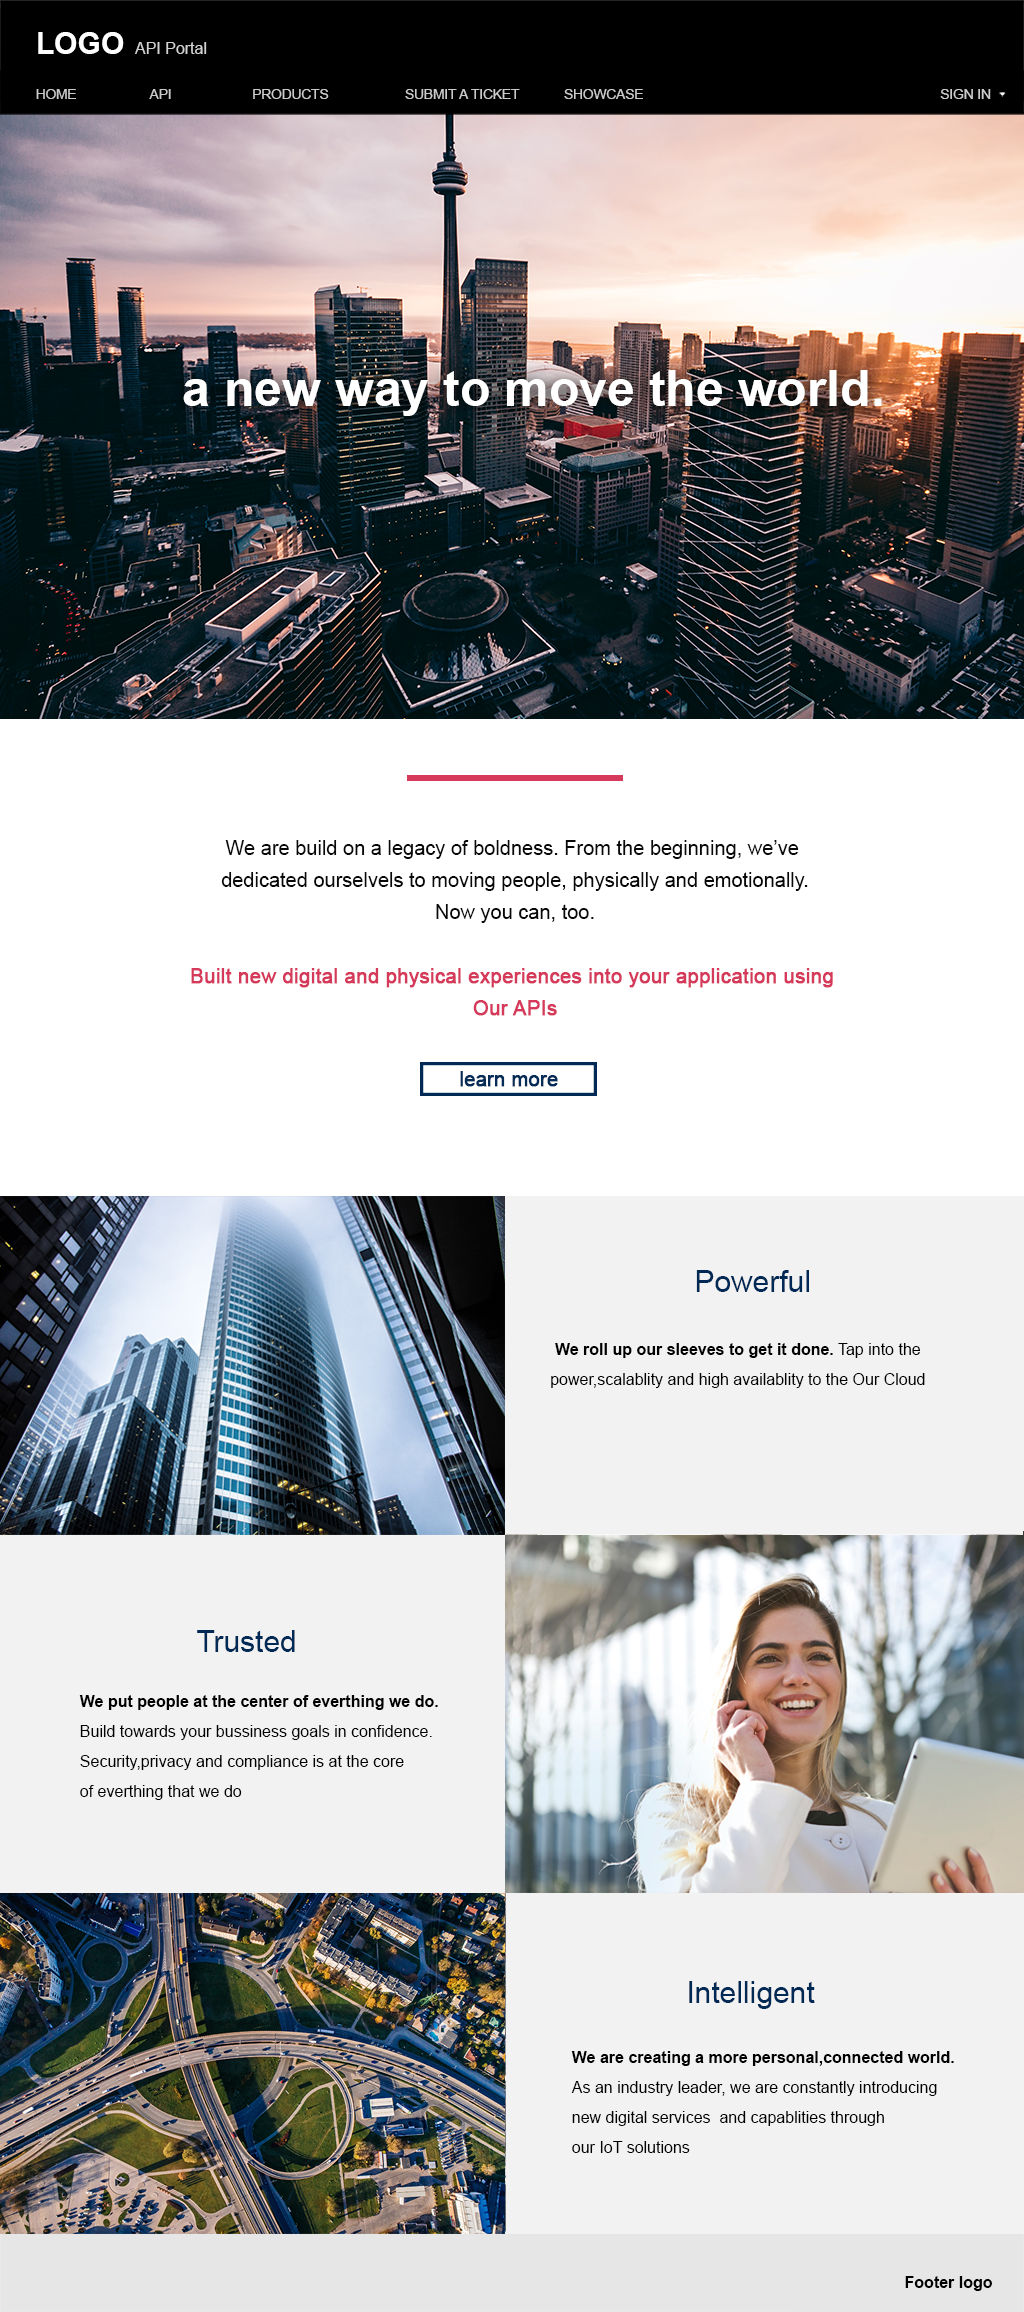 LOGO API Portal
HOME API PRODUCTS SUBMIT A TICKET SHOWCASE SIGN IN
a new way to move the world.
We are build on a legacy of boldness. From the beginning, we’ve
dedicated ourselvels to moving people, physically and emotionally.
Now you can, too.
Built new digital and physical experiences into your application using
Our APIs
learn more
Powerful
We roll up our sleeves to get it done. Tap into the
power,scalablity and high availablity to the Our Cloud
Trusted
We put people at the center of everthing we do.
Build towards your bussiness goals in confidence.
Security,privacy and compliance is at the core
of everthing that we do
Intelligent
We are creating a more personal,connected world.
As an industry leader, we are constantly introducing
new digital services  and capablities through
our IoT solutions
Footer logo